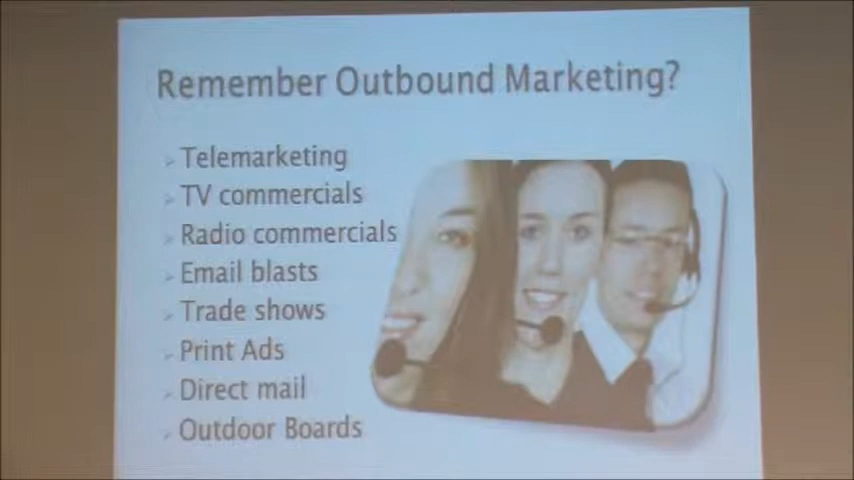 Remember Outbound Marketing?
Telemarketing
TV commercials
Radio commercials
Email blasts
Trade shows
Print Ads
Direct mail
Outdoor Boards